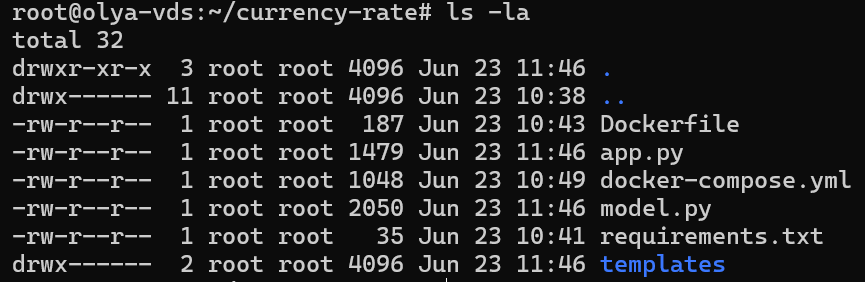 root@olya-vds:~/currency-rate# ls -la
total 32
drwxr-xr-x  3 root root 4096 Jun 23 11:46 .
drwx------ 11 root root 4096 Jun 23 10:38 ..
-rw-r--r--  1 root root  187 Jun 23 10:43 Dockerfile
-rw-r--r--  1 root root 1479 Jun 23 11:46 app.py
-rw-r--r--  1 root root 1048 Jun 23 10:49 docker-compose.yml
-rw-r--r--  1 root root 2050 Jun 23 11:46 model.py
-rw-r--r--  1 root root   35 Jun 23 10:41 requirements.txt
drwx------  2 root root 4096 Jun 23 11:46 templates